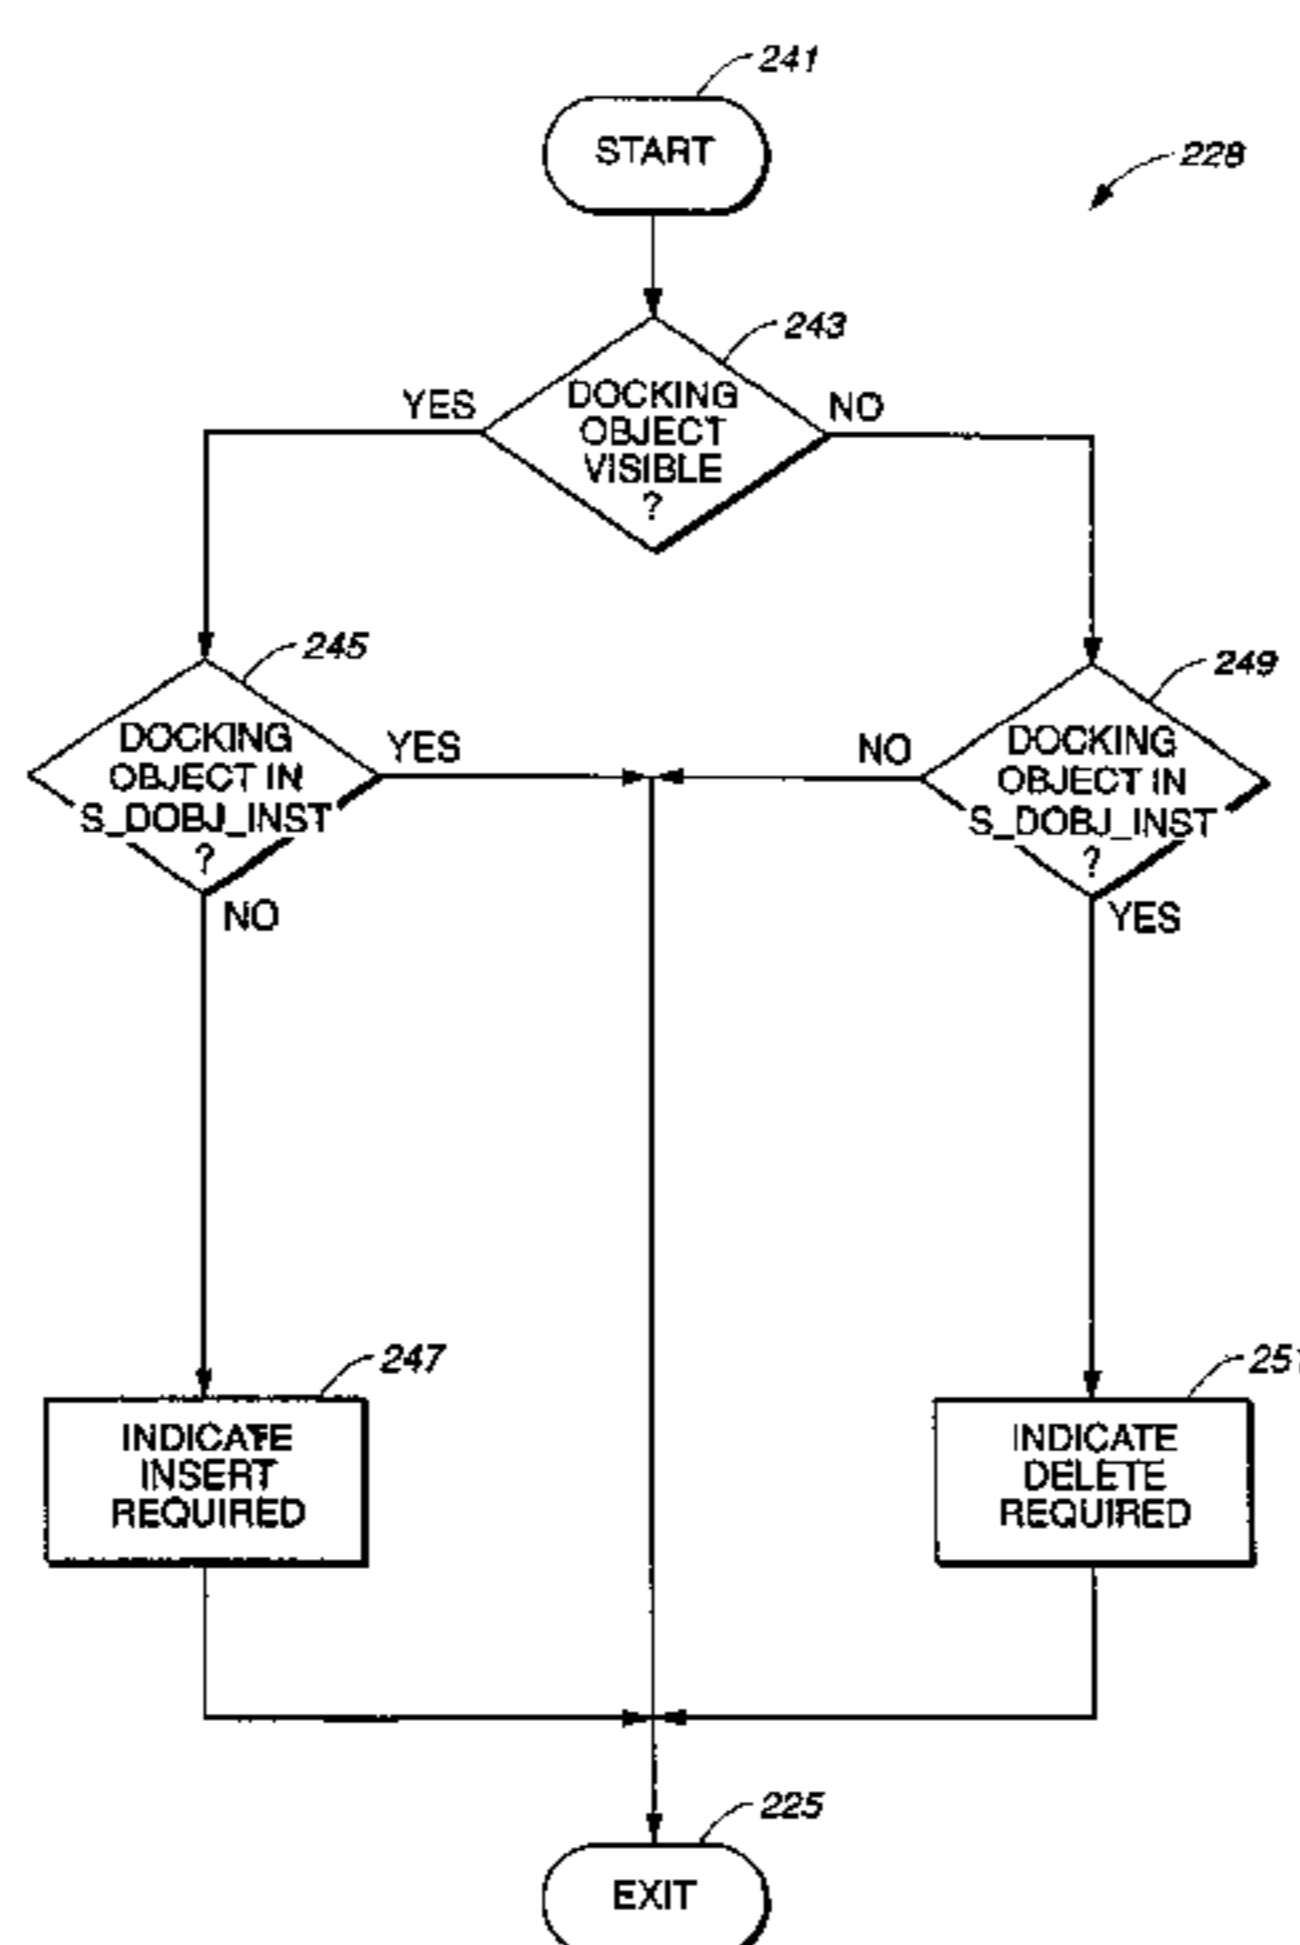 241
START
228
243
YES
DOCKING
OBJECT
VISIBLE
?
NO
245
DOCKING
OBJECT IN
S_DOBJ_INST
?
YES
NO
249
DOCKING
OBJECT IN
S_DOBJ_INST
?
NO
YES
247
INDICATE
INSERT
REQUIRED
251
INDICATE
DELETE
REQUIRED
225
EXIT